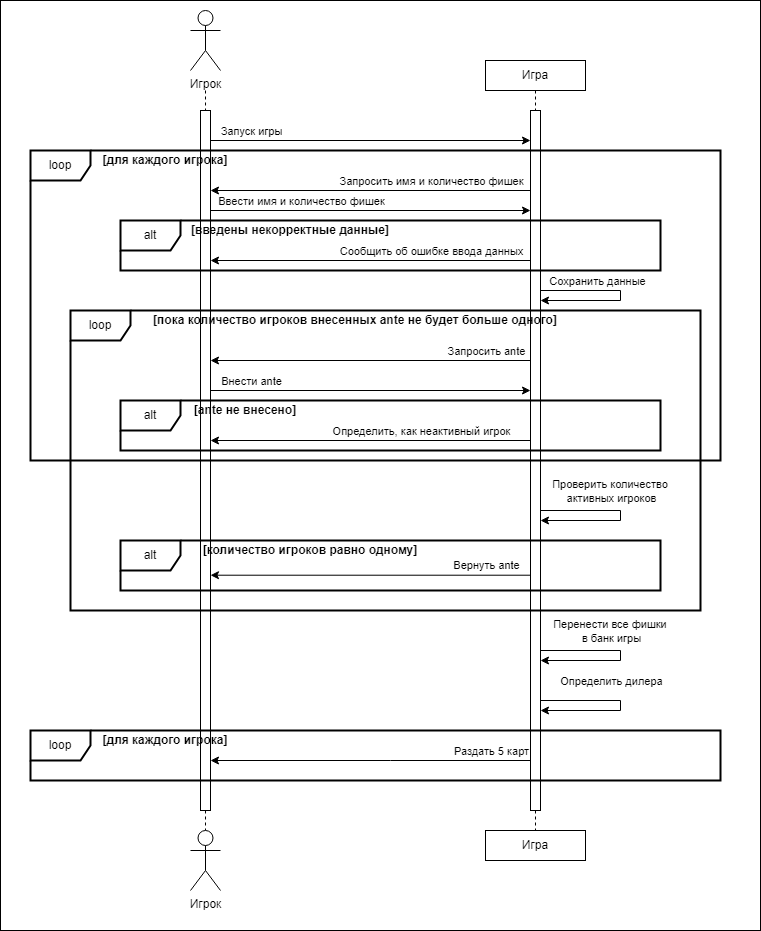 Игрок
Игра
Запуск игры
loop
[для каждого игрока]
Запросить имя и количество фишек
Ввести имя и количество фишек
alt
[введены некорректные данные]
Сообщить об ошибке ввода данных
Сохранить данные
loop
[пока количество игроков внесенных ante не будет больше одного]
Запросить ante
Внести ante
alt
[ante не внесено]
Определить, как неактивный игрок
Проверить количество
активных игроков
alt
[количество игроков равно одному]
Вернуть ante
Перенести все фишки
в банк игры
Определить дилера
loop
[для каждого игрока]
Раздать 5 карт
Игра
Игрок